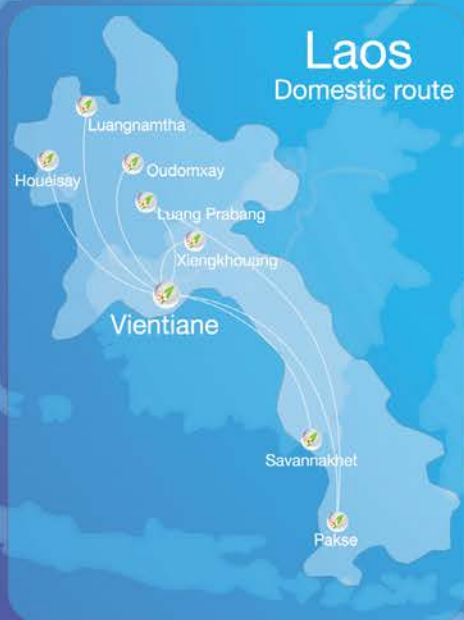 Laos
Domestic route
Luangnamtha
Houeisay
Oudomxay
Luang Prabang
Xiengkhouang
Vientiane
Savannakhet
Pakse